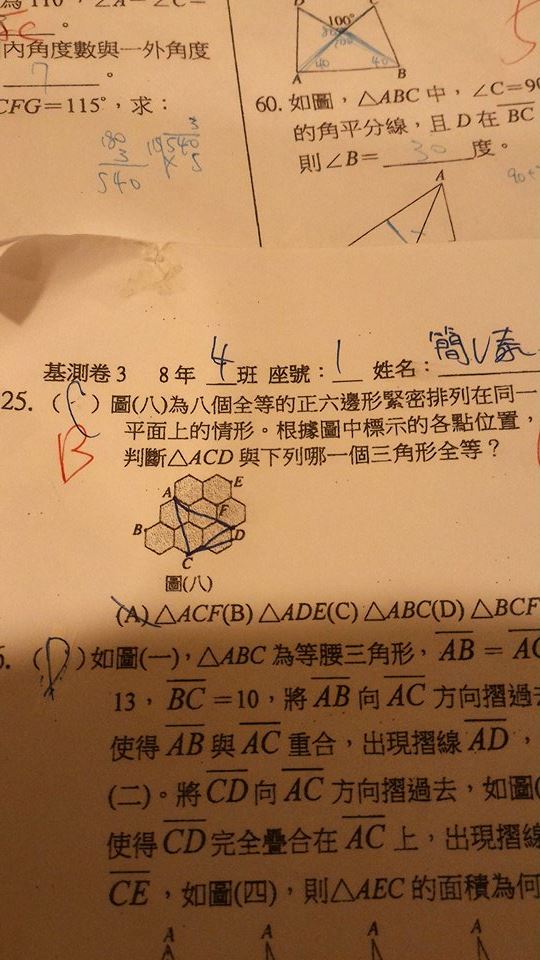 內角度數與一外角度
7 。
CFG=115°，求：
80
540
D C
100°
40 40
A B
60. 如圖，△ABC 中，∠C=90
的角平分線，且 D 在 BC
則∠B= 30 度。
A
基測卷 3 8 年 4 班 座號： 1 姓名： 簡
25. ( ) 圖(八)為八個全等的正六邊形緊密排列在同一
平面上的情形。根據圖中標示的各點位置，
判斷△ACD 與下列哪一個三角形全等？
B
A E
F
B D
C
圖(八)
(A)△ACF(B)△ADE(C)△ABC(D)△BCF
6. ( )如圖(一)，△ABC 為等腰三角形，AB = AC
13，BC =10，將 AB 向 AC 方向摺過去
使得 AB 與 AC 重合，出現摺線 AD，
(二)。將 CD 向 AC 方向摺過去，如圖(
使得 CD 完全疊合在 AC 上，出現摺線
CE，如圖(四)，則△AEC 的面積為何
A A A A